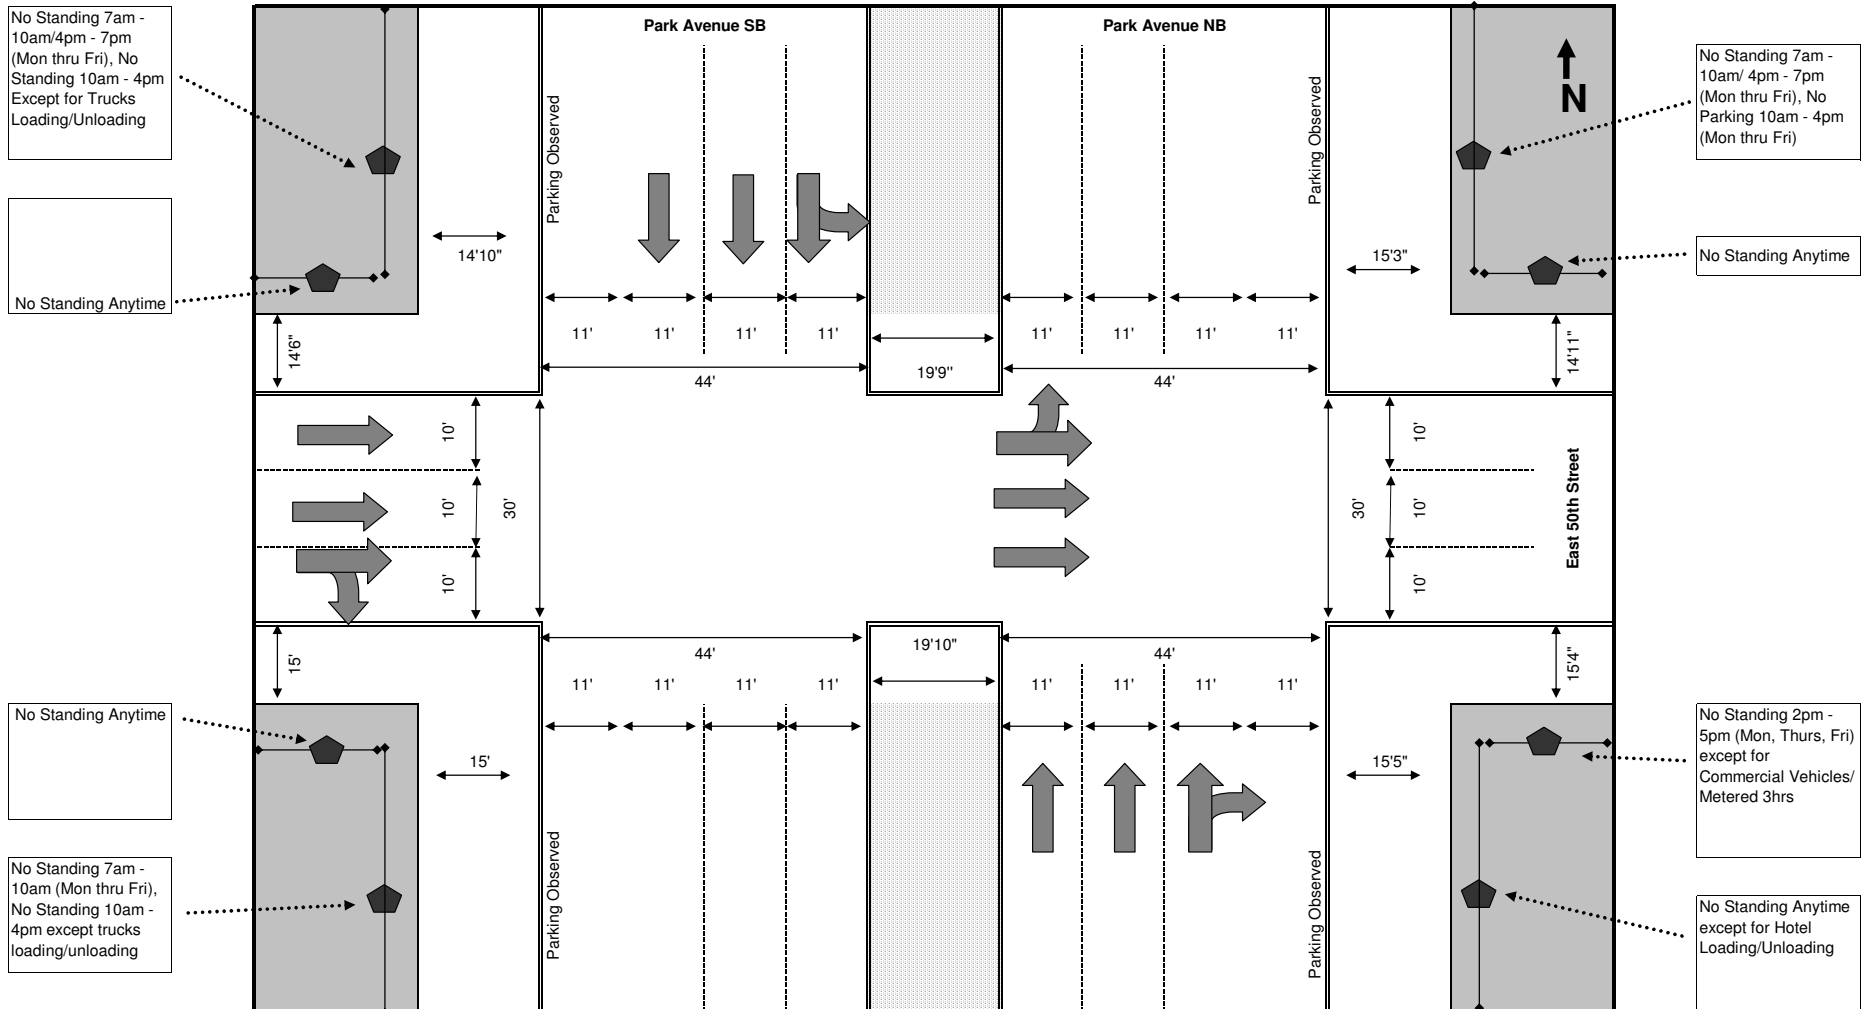 No Standing 7am -
10am/4pm - 7pm
(Mon thru Fri), No
Standing 10am - 4pm
Except for Trucks
Loading/Unloading
No Standing Anytime
Park Avenue SB
Park Avenue NB
N
No Standing 7am -
10am/ 4pm - 7pm
(Mon thru Fri), No
Parking 10am - 4pm
(Mon thru Fri)
No Standing Anytime
Parking Observed
Parking Observed
14'10"
15'3"
11'
11'
11'
11'
11'
11'
11'
11'
14'6"
14'11"
44'
19'9"
44'
10'
10'
10'
30'
30'
10'
10'
10'
East 50th Street
15'
44'
19'10"
44'
15'4"
11'
11'
11'
11'
11'
11'
11'
11'
No Standing Anytime
15'
15'5"
Parking Observed
Parking Observed
No Standing 7am -
10am (Mon thru Fri),
No Standing 10am -
4pm except trucks
loading/unloading
No Standing 2pm -
5pm (Mon, Thurs, Fri)
except for
Commercial Vehicles/
Metered 3hrs
No Standing Anytime
except for Hotel
Loading/Unloading